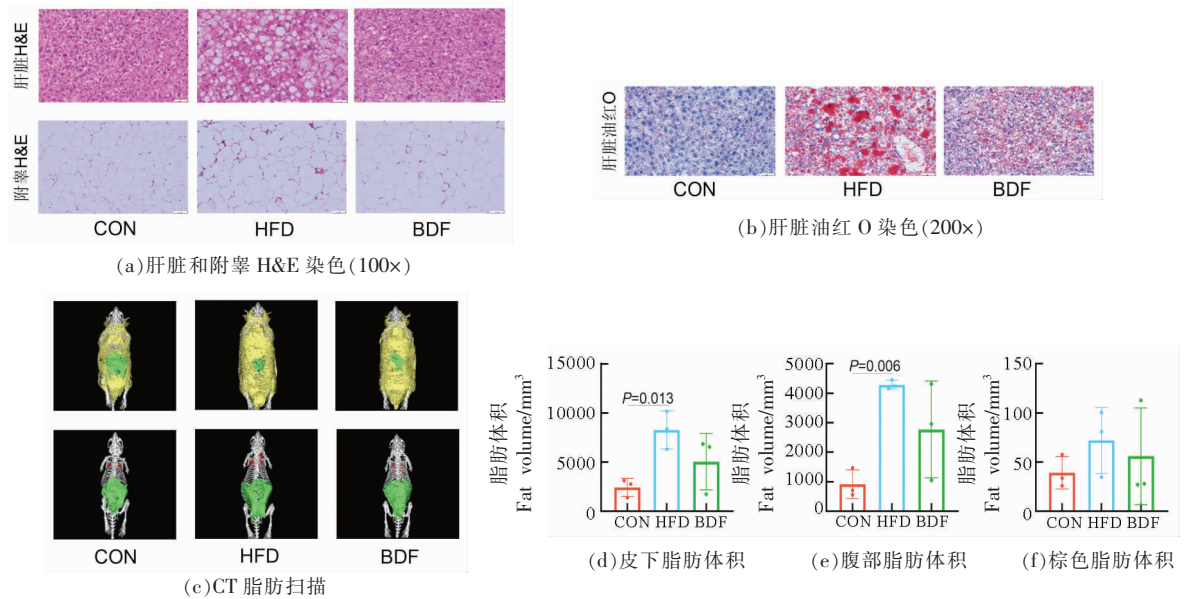 肝脏H&E
附睾H&E
CON HFD BDF
(a)肝脏和附睾 H&E 染色(100×)
肝脏油红O
CON HFD BDF
(b)肝脏油红 O 染色(200×)
CON HFD BDF
(c)CT 脂肪扫描
脂肪体积
Fat volume/mm³
15000
10000
5000
0
P=0.013
CON HFD BDF
(d)皮下脂肪体积
脂肪体积
Fat volume/mm³
5000
4000
3000
2000
1000
0
P=0.006
CON HFD BDF
(e)腹部脂肪体积
脂肪体积
Fat volume/mm³
150
100
50
0
CON HFD BDF
(f)棕色脂肪体积